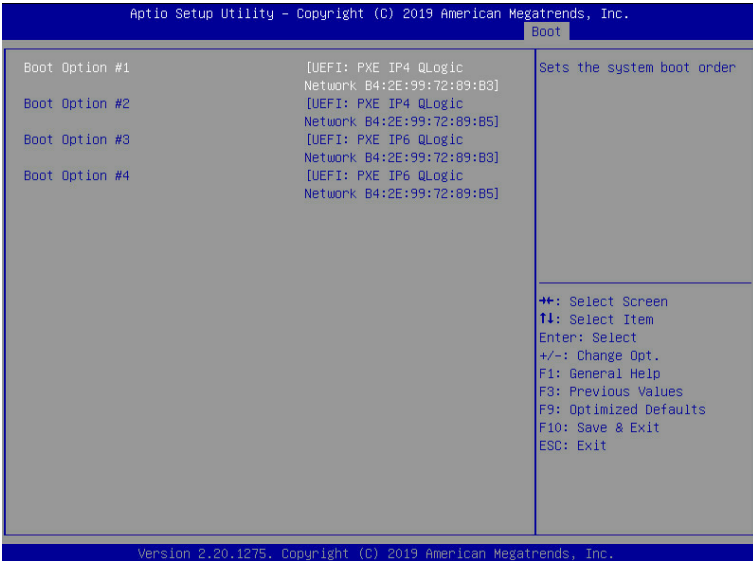 Aptio Setup Utility – Copyright (C) 2019 American Megatrends, Inc.
Boot
Boot Option #1 [UEFI: PXE IP4 QLogic
Network B4:2E:99:72:89:B3]
Boot Option #2 [UEFI: PXE IP4 QLogic
Network B4:2E:99:72:89:B5]
Boot Option #3 [UEFI: PXE IP6 QLogic
Network B4:2E:99:72:89:B3]
Boot Option #4 [UEFI: PXE IP6 QLogic
Network B4:2E:99:72:89:B5]
Sets the system boot order
→←: Select Screen
↑↓: Select Item
Enter: Select
+/-: Change Opt.
F1: General Help
F3: Previous Values
F9: Optimized Defaults
F10: Save & Exit
ESC: Exit
Version 2.20.1275. Copyright (C) 2019 American Megatrends, Inc.